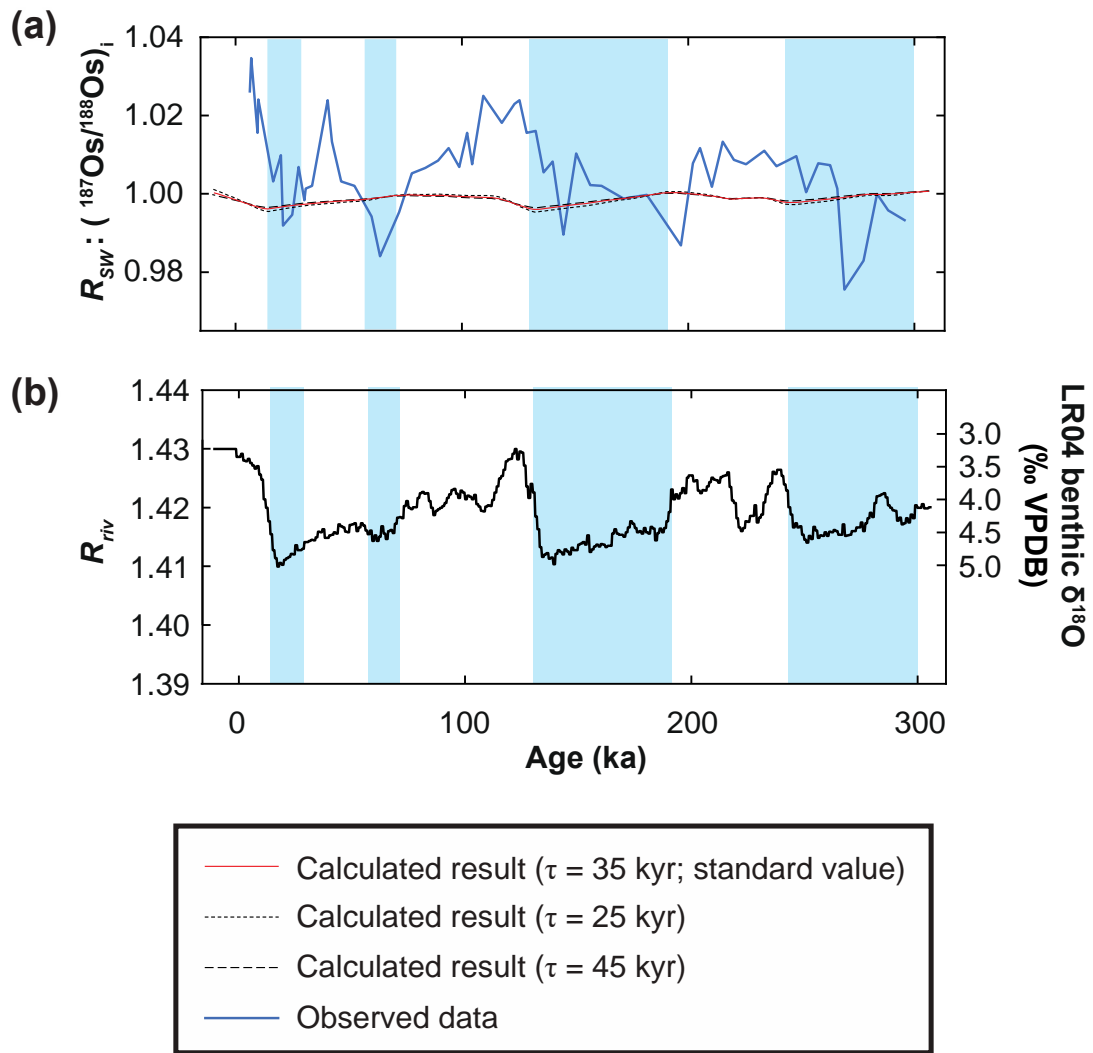 (a)
1.04
1.02
1.00
0.98
R_SW : ( ¹⁸⁷Os/¹⁸⁸Os)ᵢ
(b)
1.44
1.43
1.42
1.41
1.40
1.39
R_riv
3.0
3.5
4.0
4.5
5.0
LR04 benthic δ¹⁸O
(‰ VPDB)
0 100 200 300
Age (ka)
Calculated result (τ = 35 kyr; standard value)
Calculated result (τ = 25 kyr)
Calculated result (τ = 45 kyr)
Observed data